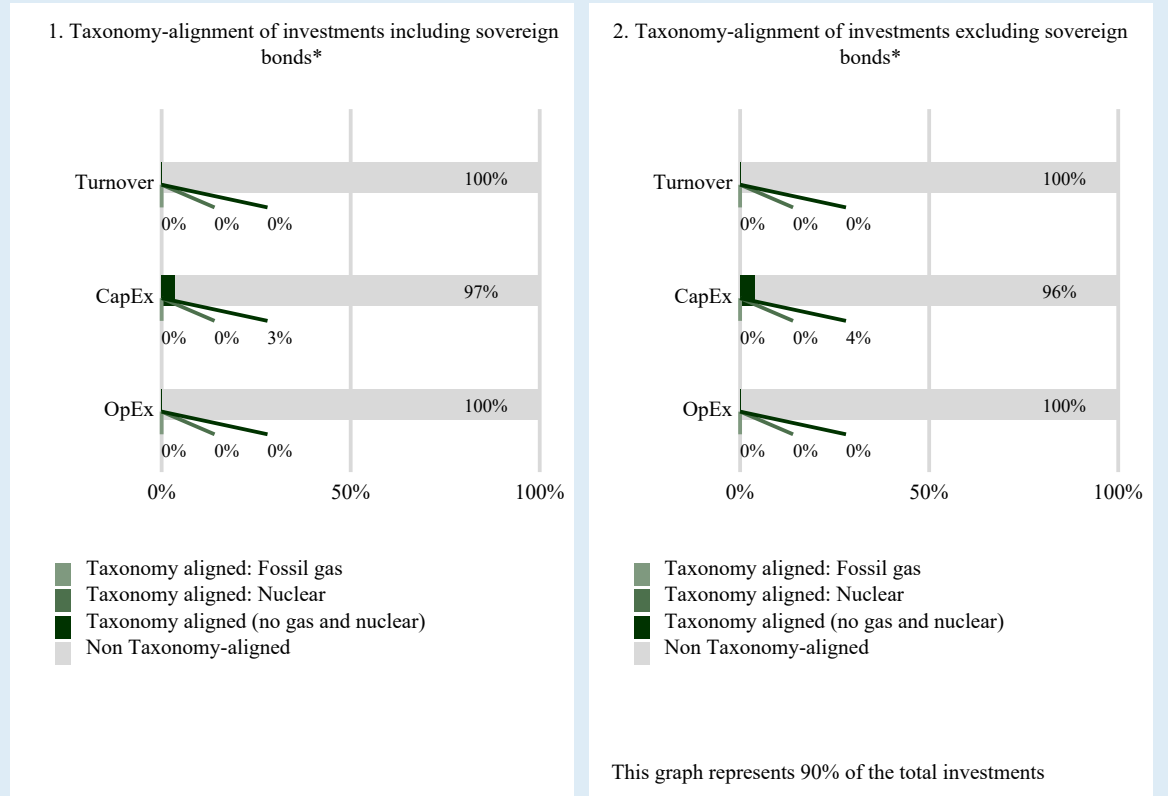 1. Taxonomy-alignment of investments including sovereign
bonds*
Turnover
100%
0% 0% 0%
CapEx
97%
0% 0% 3%
OpEx
100%
0% 0% 0%
0% 50% 100%
Taxonomy aligned: Fossil gas
Taxonomy aligned: Nuclear
Taxonomy aligned (no gas and nuclear)
Non Taxonomy-aligned
2. Taxonomy-alignment of investments excluding sovereign
bonds*
Turnover
100%
0% 0% 0%
CapEx
96%
0% 0% 4%
OpEx
100%
0% 0% 0%
0% 50% 100%
Taxonomy aligned: Fossil gas
Taxonomy aligned: Nuclear
Taxonomy aligned (no gas and nuclear)
Non Taxonomy-aligned
This graph represents 90% of the total investments